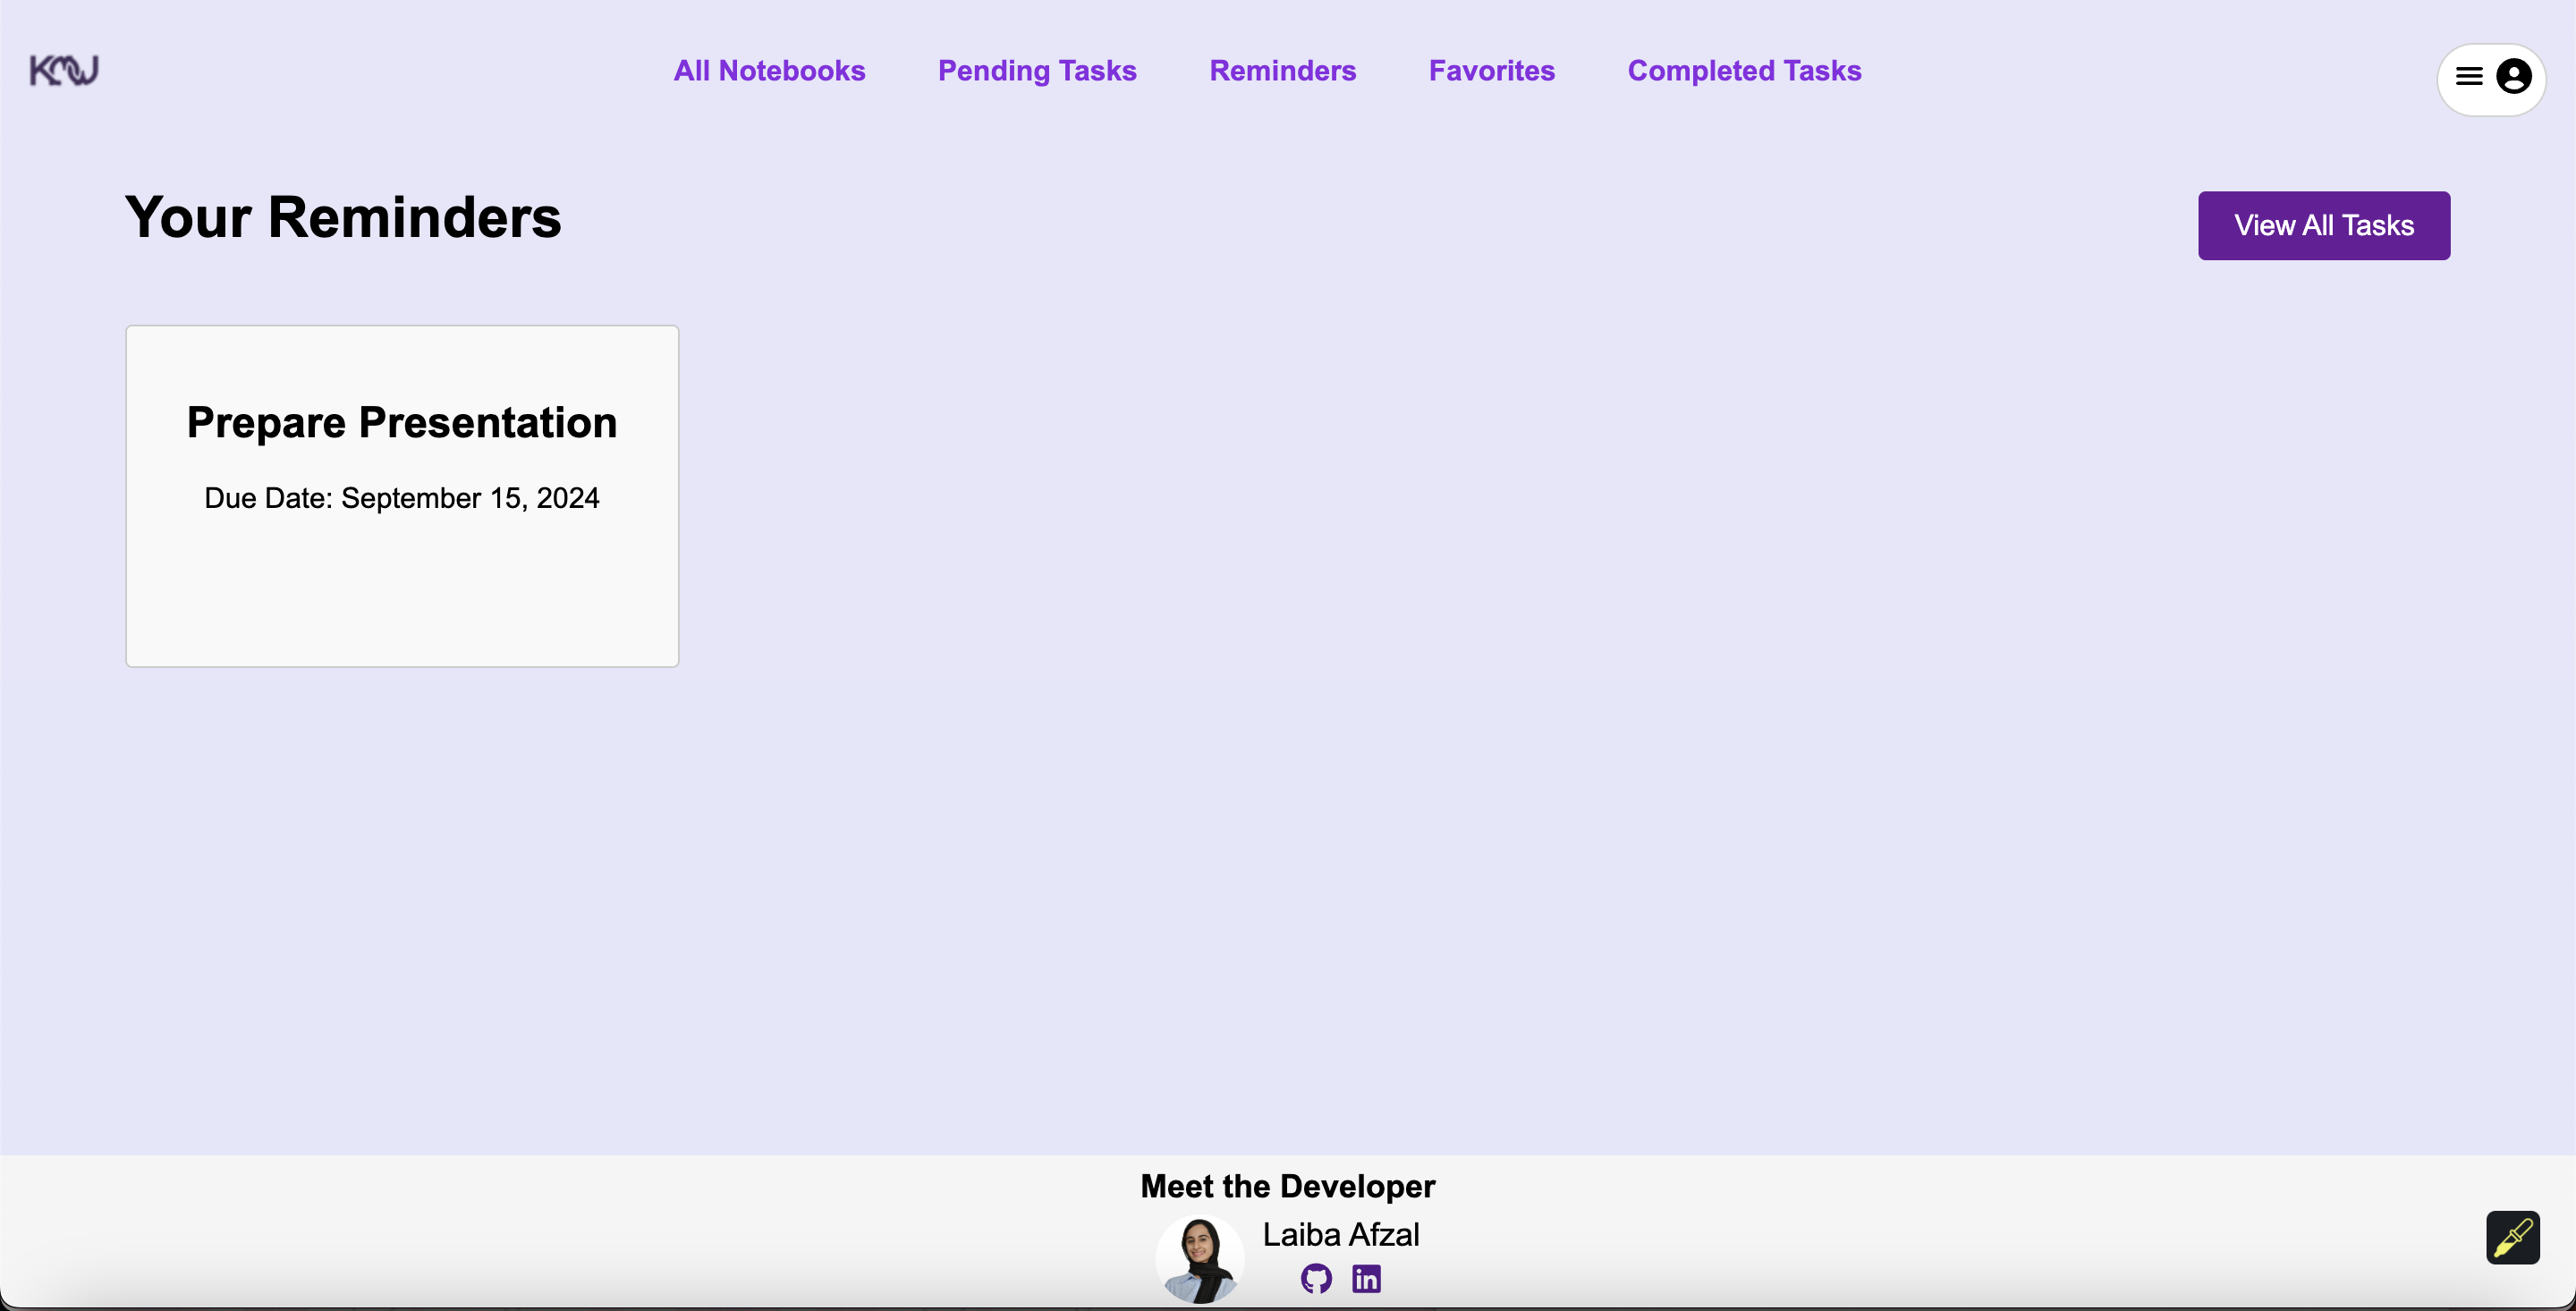 KNW
All Notebooks Pending Tasks Reminders Favorites Completed Tasks
Your Reminders
View All Tasks
Prepare Presentation
Due Date: September 15, 2024
Meet the Developer
Laiba Afzal
in